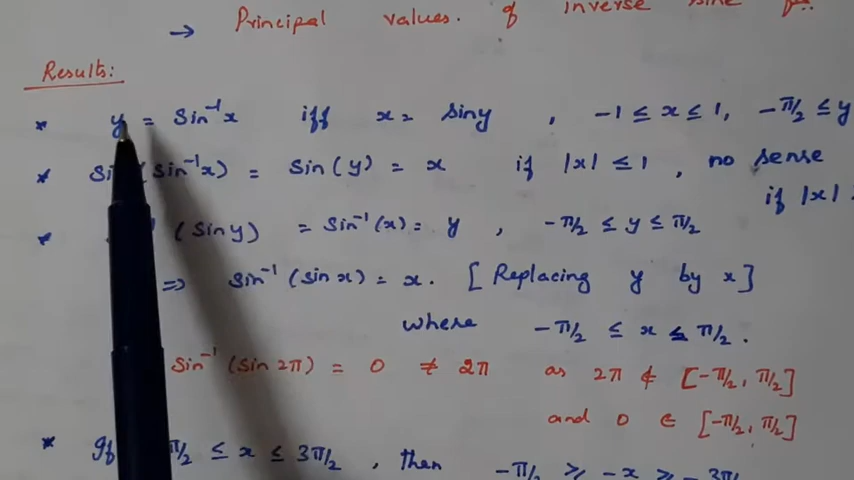 → Principal values. of inverse sine
Results:
* y = Sin⁻¹x iff x = siny , -1 ≤ x ≤ 1, -π/2 ≤ y
* (sin⁻¹x) = sin(y) = x if |x| ≤ 1 , no sense
if |x|
* (siny) = sin⁻¹(x) = y , -π/2 ≤ y ≤ π/2
⇒ sin⁻¹(sin x) = x. [Replacing y by x]
where -π/2 ≤ x ≤ π/2.
Sin⁻¹(sin 2π) = 0 ≠ 2π as 2π ∉ [-π/2, π/2]
and 0 ∈ [-π/2, π/2]
* If π/2 ≤ x ≤ 3π/2 , then -π/2 ≥ -x ≥ -3π/